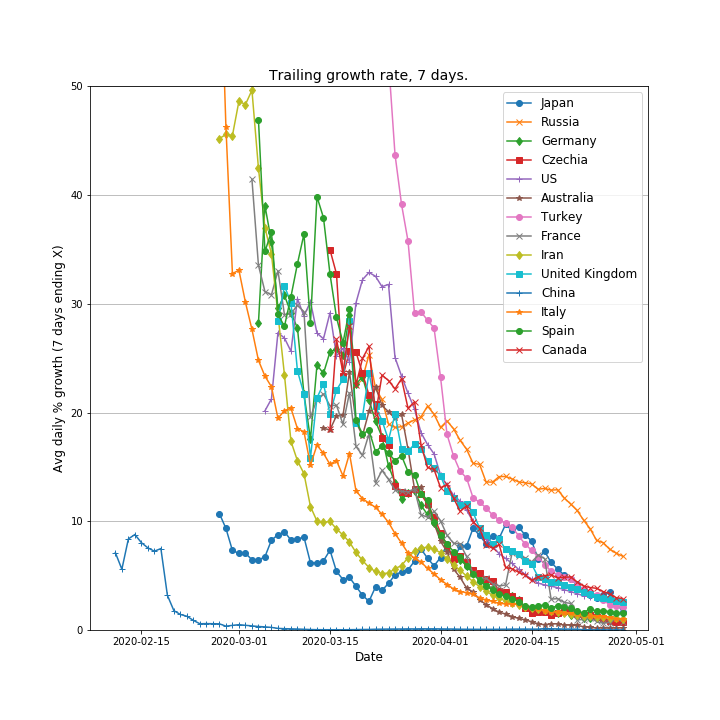 Trailing growth rate, 7 days.
50
40
30
20
10
0
Avg daily % growth (7 days ending X)
Japan
Russia
Germany
Czechia
US
Australia
Turkey
France
Iran
United Kingdom
China
Italy
Spain
Canada
2020-02-15
2020-03-01
2020-03-15
2020-04-01
2020-04-15
2020-05-01
Date